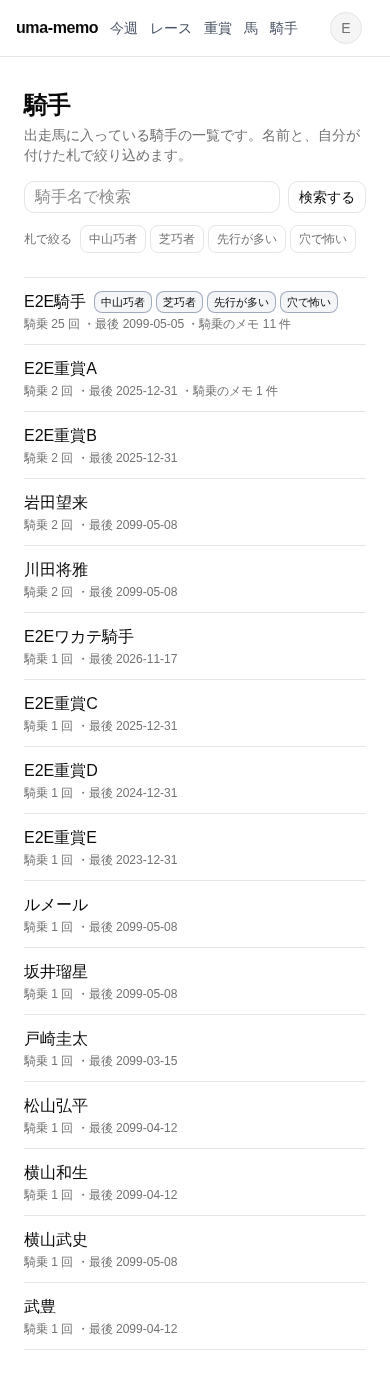 uma-memo 今週 レース 重賞 馬 騎手 E
騎手
出走馬に入っている騎手の一覧です。名前と、自分が
付けた札で絞り込めます。
騎手名で検索 検索する
札で絞る 中山巧者 芝巧者 先行が多い 穴で怖い
E2E騎手 中山巧者 芝巧者 先行が多い 穴で怖い
騎乗 25 回 ・最後 2099-05-05 ・騎乗のメモ 11 件
E2E重賞A
騎乗 2 回 ・最後 2025-12-31 ・騎乗のメモ 1 件
E2E重賞B
騎乗 2 回 ・最後 2025-12-31
岩田望来
騎乗 2 回 ・最後 2099-05-08
川田将雅
騎乗 2 回 ・最後 2099-05-08
E2Eワカテ騎手
騎乗 1 回 ・最後 2026-11-17
E2E重賞C
騎乗 1 回 ・最後 2025-12-31
E2E重賞D
騎乗 1 回 ・最後 2024-12-31
E2E重賞E
騎乗 1 回 ・最後 2023-12-31
ルメール
騎乗 1 回 ・最後 2099-05-08
坂井瑠星
騎乗 1 回 ・最後 2099-05-08
戸崎圭太
騎乗 1 回 ・最後 2099-03-15
松山弘平
騎乗 1 回 ・最後 2099-04-12
横山和生
騎乗 1 回 ・最後 2099-04-12
横山武史
騎乗 1 回 ・最後 2099-05-08
武豊
騎乗 1 回 ・最後 2099-04-12